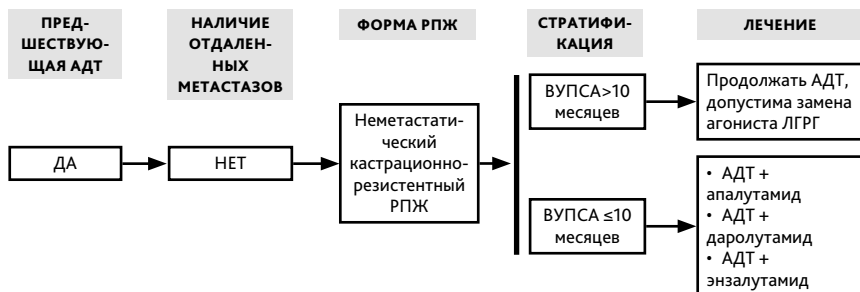 ПРЕД-
ШЕСТВУЮ-
ЩАЯ АДТ
НАЛИЧИЕ
ОТДАЛЕН-
НЫХ
МЕТАСТАЗОВ
ФОРМА РПЖ
СТРАТИФИ-
КАЦИЯ
ЛЕЧЕНИЕ
ДА
НЕТ
Неметастати-
ческий
кастрационно-
резистентный
РПЖ
ВУПСА>10
месяцев
Продолжать АДТ,
допустима замена
агониста ЛГРГ
ВУПСА ≤10
месяцев
• АДТ +
апалутамид
• АДТ +
даролутамид
• АДТ +
энзалутамид